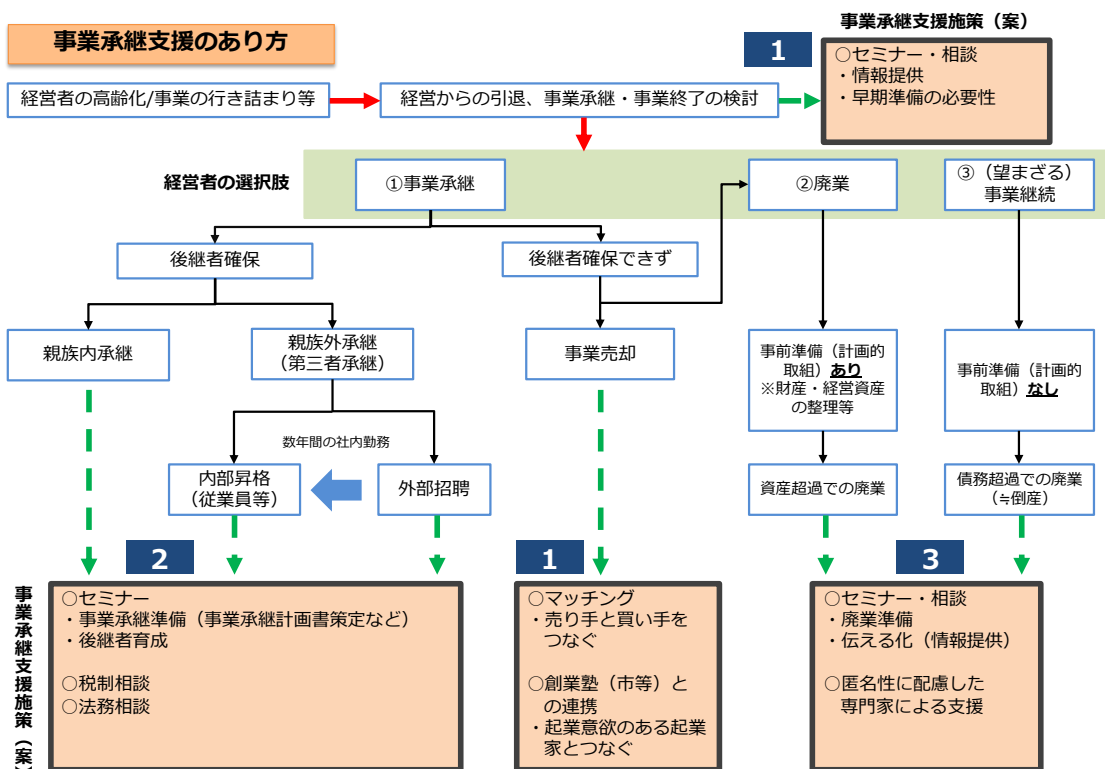 事業承継支援のあり方
事業承継支援施策（案）
1
○セミナー・相談
・情報提供
・早期準備の必要性
経営者の高齢化/事業の行き詰まり等
経営からの引退、事業承継・事業終了の検討
経営者の選択肢
①事業承継
②廃業
③（望まざる）
事業継続
後継者確保
後継者確保できず
親族内承継
親族外承継
（第三者承継）
事業売却
事前準備（計画的
取組）あり
※財産・経営資産
の整理等
事前準備（計画的
取組）なし
数年間の社内勤務
内部昇格
（従業員等）
外部招聘
資産超過での廃業
債務超過での廃業
（≒倒産）
事業承継支援施策（案）
2
○セミナー
・事業承継準備（事業承継計画書策定など）
・後継者育成
○税制相談
○法務相談
1
○マッチング
・売り手と買い手を
つなぐ
○創業塾（市等）と
の連携
・起業意欲のある起業
家とつなぐ
3
○セミナー・相談
・廃業準備
・伝える化（情報提供）
○匿名性に配慮した
専門家による支援